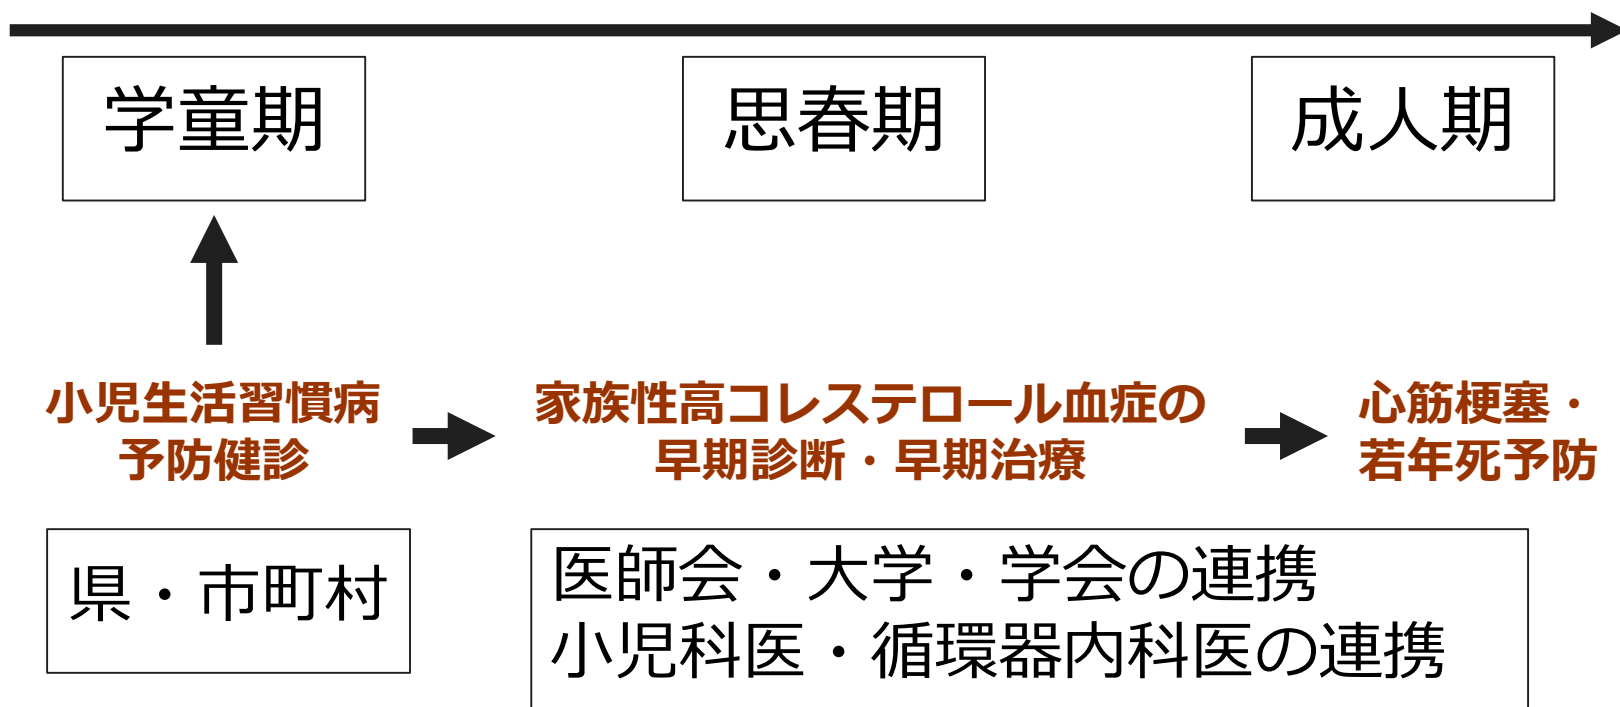 学童期
思春期
成人期
小児生活習慣病
予防健診
家族性高コレステロール血症の
早期診断・早期治療
心筋梗塞・
若年死予防
県・市町村
医師会・大学・学会の連携
小児科医・循環器内科医の連携